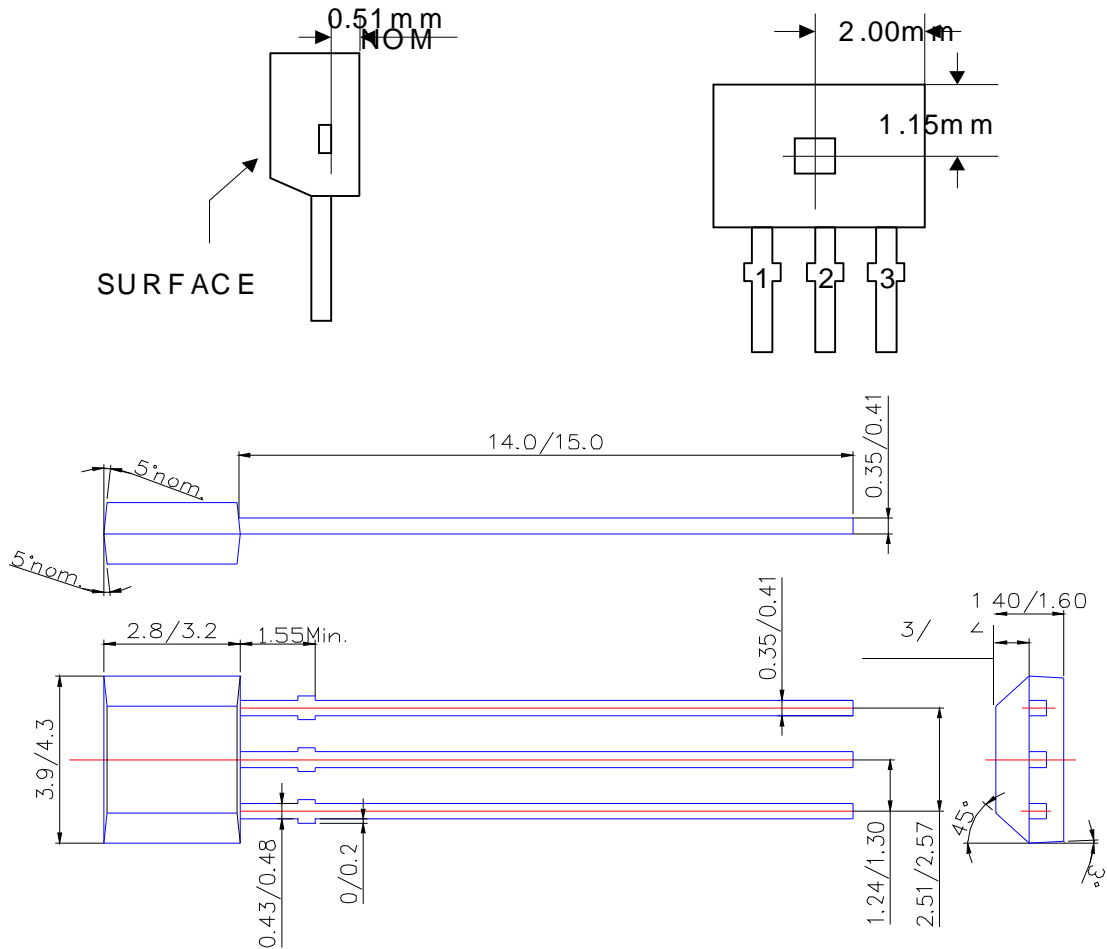 0.51mm
NOM
2.00mm
1.15mm
SURFACE
1
2
3
14.0/15.0
0.35/0.41
5°nom.
5°nom.
2.8/3.2
1.55Min.
0.35/0.41
3/
1 40/1.60
3.9/4.3
0.43/0.48
0/0.2
1.24/1.30
2.51/2.57
45°
3°